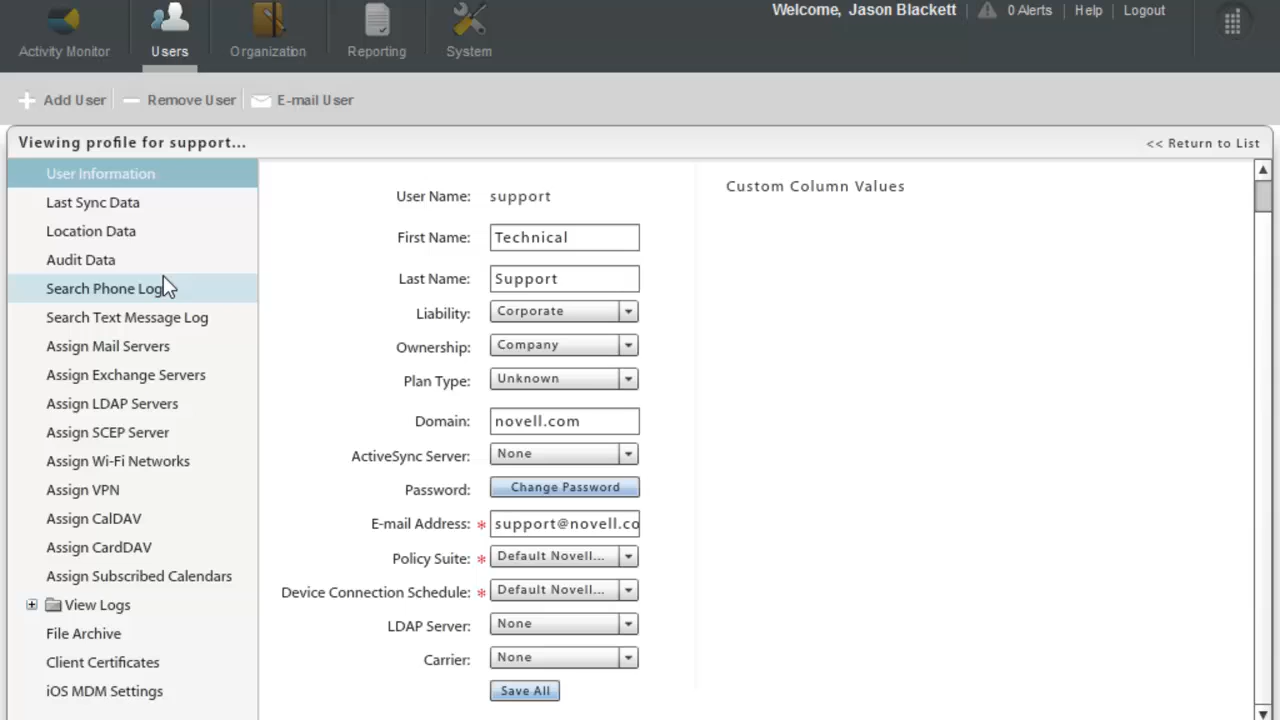 Activity Monitor
Users
Organization
Reporting
System
Welcome, Jason Blackett
0 Alerts
Help
Logout
Add User
Remove User
E-mail User
Viewing profile for support...
<< Return to List
User Information
Last Sync Data
Location Data
Audit Data
Search Phone Log
Search Text Message Log
Assign Mail Servers
Assign Exchange Servers
Assign LDAP Servers
Assign SCEP Server
Assign Wi-Fi Networks
Assign VPN
Assign CalDAV
Assign CardDAV
Assign Subscribed Calendars
View Logs
File Archive
Client Certificates
iOS MDM Settings
User Name: support
First Name: Technical
Last Name: Support
Liability: Corporate
Ownership: Company
Plan Type: Unknown
Domain: novell.com
ActiveSync Server: None
Password: Change Password
E-mail Address: * support@novell.co
Policy Suite: * Default Novell...
Device Connection Schedule: * Default Novell...
LDAP Server: None
Carrier: None
Save All
Custom Column Values